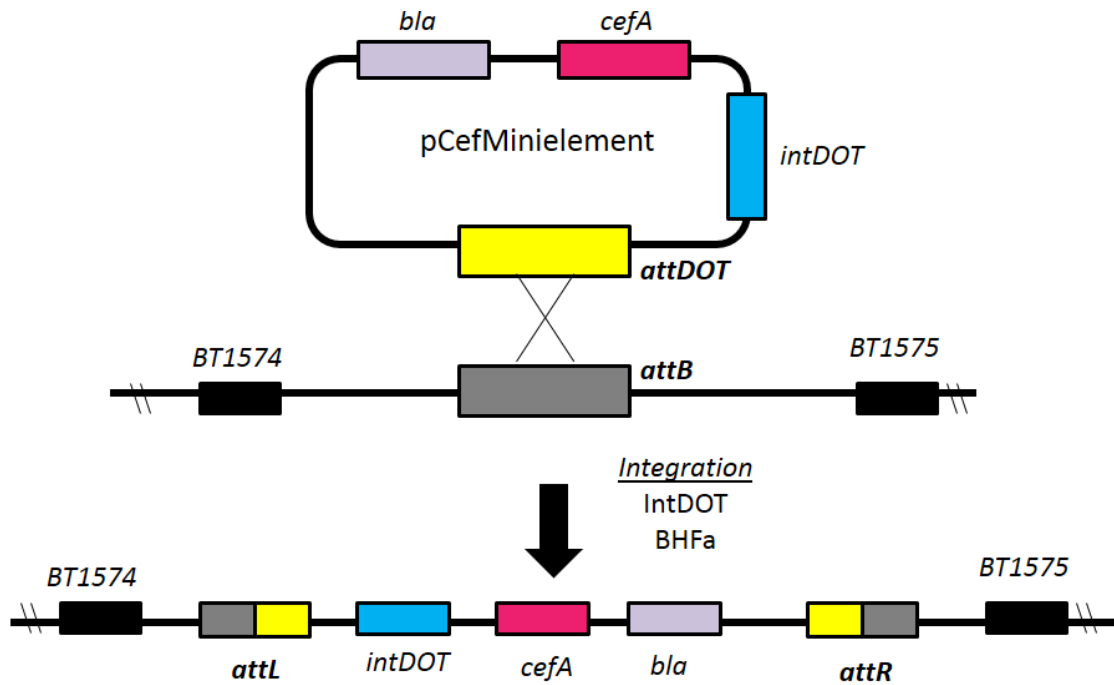 bla
cefA
pCefMinielement
intDOT
attDOT
BT1574
attB
BT1575
Integration
IntDOT
BHFa
BT1574
BT1575
attL
intDOT
cefA
bla
attR